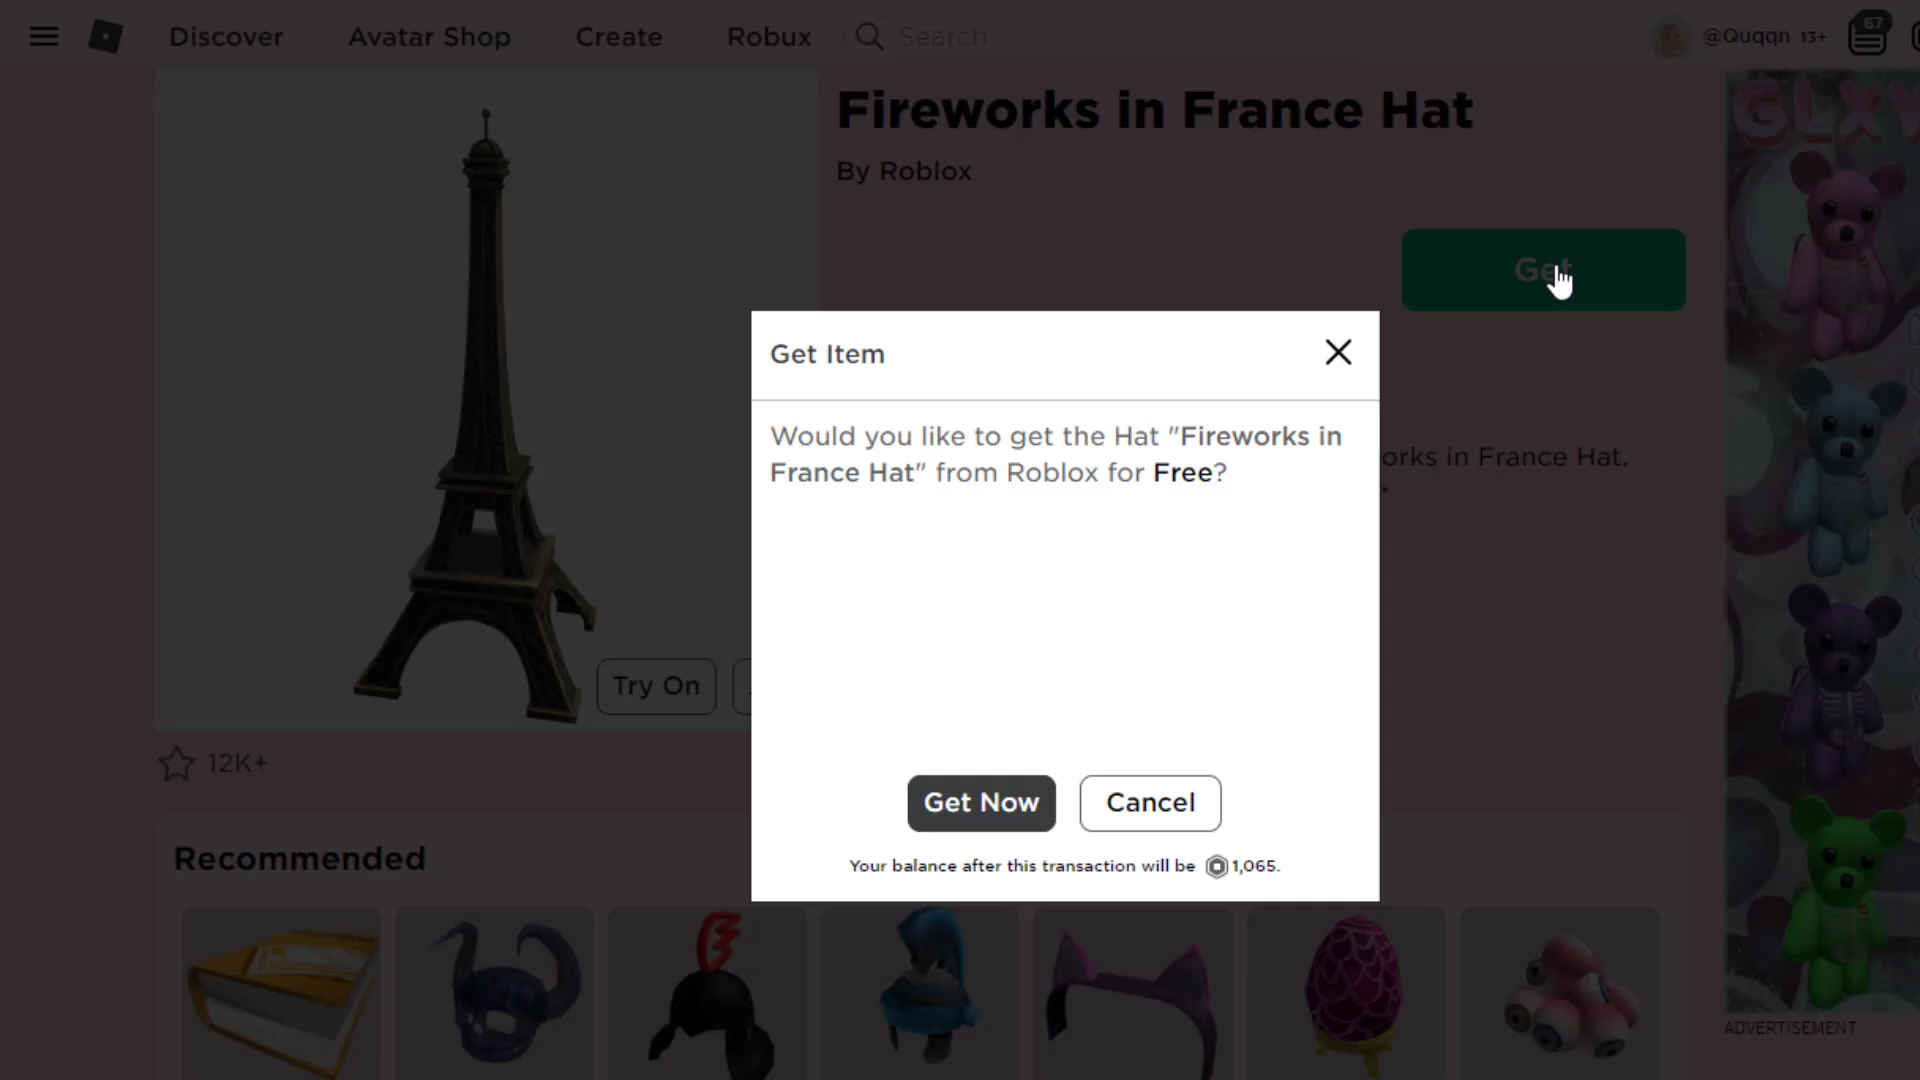 Discover
Avatar Shop
Create
Robux
Search
@Quqqn 13+
67
Fireworks in France Hat
By Roblox
Get
Get Item
Would you like to get the Hat "Fireworks in
France Hat" from Roblox for Free?
orks in France Hat.
Try On
12K+
Get Now
Cancel
Your balance after this transaction will be 1,065.
Recommended
GLXY
ADVERTISEMENT